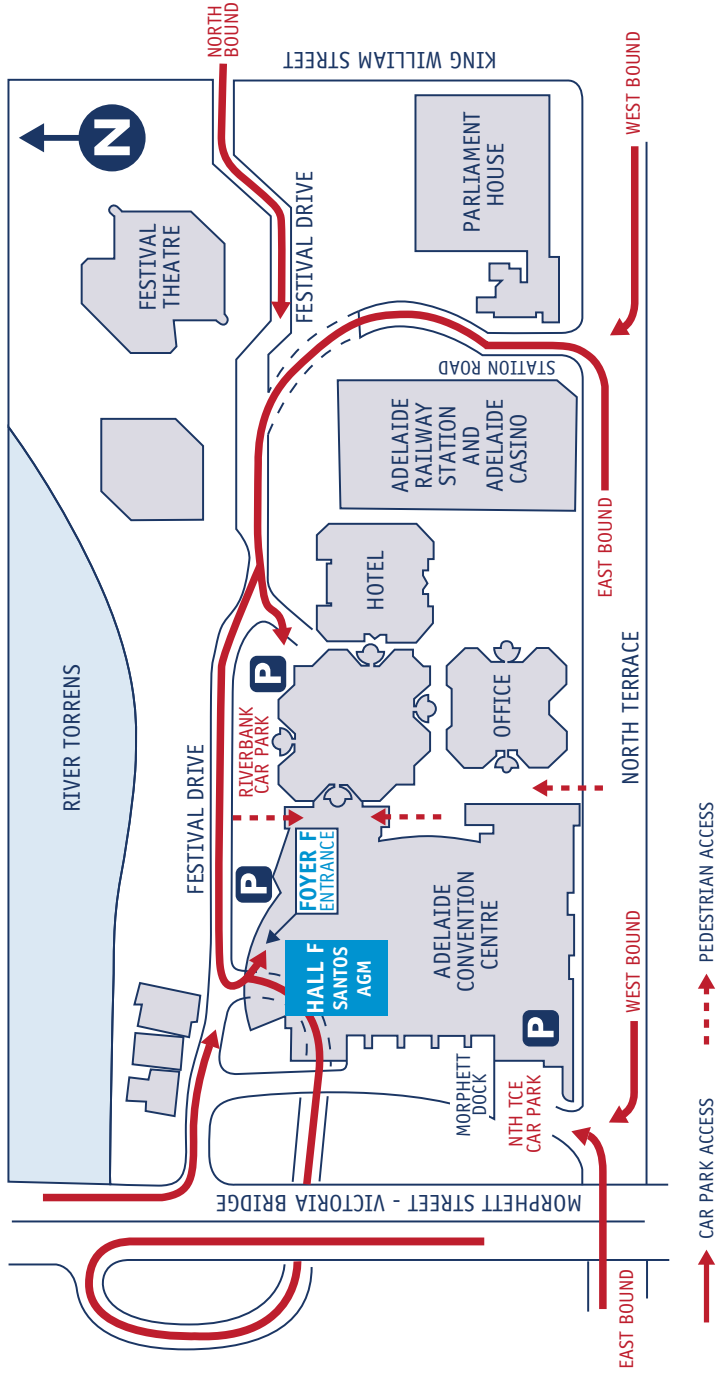 NORTH
BOUND
KING WILLIAM STREET
N
FESTIVAL
THEATRE
FESTIVAL DRIVE
PARLIAMENT
HOUSE
WEST BOUND
STATION ROAD
ADELAIDE
RAILWAY
STATION
AND
ADELAIDE
CASINO
EAST BOUND
HOTEL
RIVER TORRENS
FESTIVAL DRIVE
P
RIVERBANK
CAR PARK
OFFICE
NORTH TERRACE
P
FOYER F
ENTRANCE
HALL F
SANTOS
AGM
ADELAIDE
CONVENTION
CENTRE
P
MORPHETT
DOCK
NTH TCE
CAR PARK
WEST BOUND
MORPHETT STREET - VICTORIA BRIDGE
EAST BOUND
CAR PARK ACCESS
PEDESTRIAN ACCESS